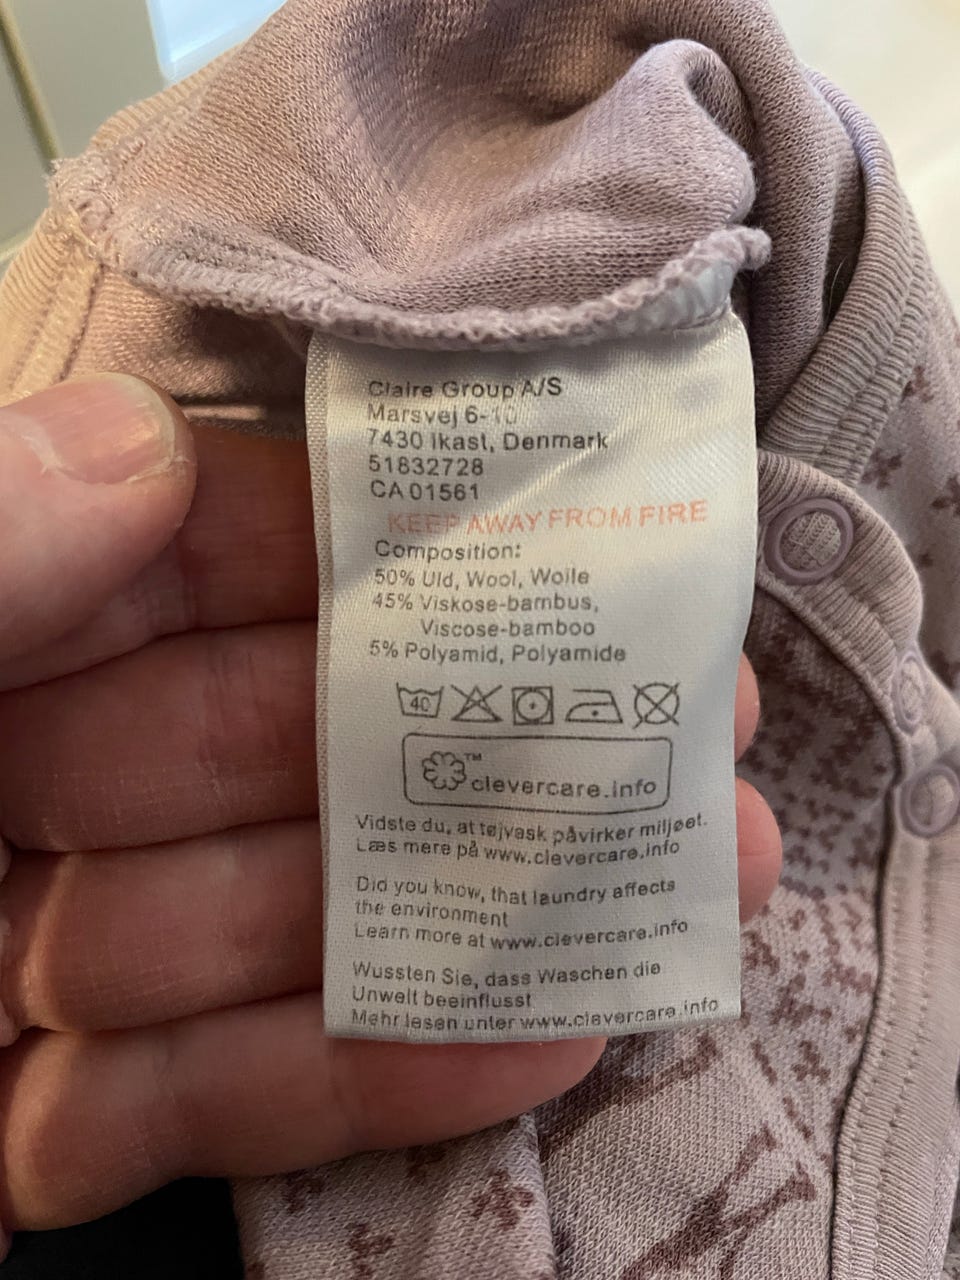 Claire Group A/S
Marsvej 6-10
7430 Ikast, Denmark
51832728
CA 01561
KEEP AWAY FROM FIRE
Composition:
50% Uld, Wool, Wolle
45% Viskose-bambus,
Viscose-bamboo
5% Polyamid, Polyamide
40
™
clevercare.info
Vidste du, at tøjvask påvirker miljøet.
Læs mere på www.clevercare.info
Did you know, that laundry affects
the environment
Learn more at www.clevercare.info
Wussten Sie, dass Waschen die
Unwelt beeinflusst
Mehr lesen unter www.clevercare.info